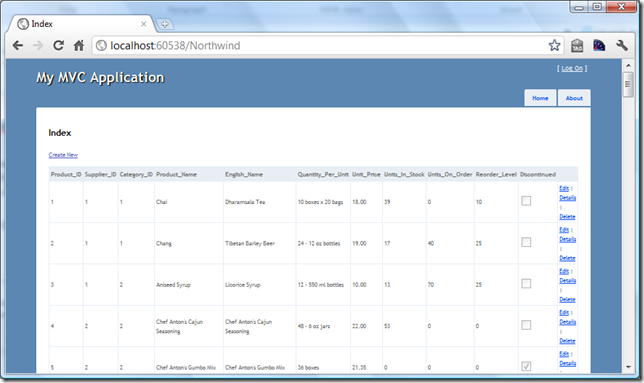 Index
localhost:60538/Northwind
My MVC Application
[ Log On ]
Home About
Index
Create New
Product_ID Supplier_ID Category_ID Product_Name English_Name Quantity_Per_Unit Unit_Price Units_In_Stock Units_On_Order Reorder_Level Discontinued
1 1 1 Chai Dharamsala Tea 10 boxes x 20 bags 18.00 39 0 10 Edit | Details | Delete
2 1 1 Chang Tibetan Barley Beer 24 - 12 oz bottles 19.00 17 40 25 Edit | Details | Delete
3 1 2 Aniseed Syrup Licorice Syrup 12 - 550 ml bottles 10.00 13 70 25 Edit | Details | Delete
4 2 2 Chef Anton's Cajun Seasoning Chef Anton's Cajun Seasoning 48 - 6 oz jars 22.00 53 0 0 Edit | Details | Delete
5 2 2 Chef Anton's Gumbo Mix Chef Anton's Gumbo Mix 36 boxes 21.35 0 0 0 Edit | Details